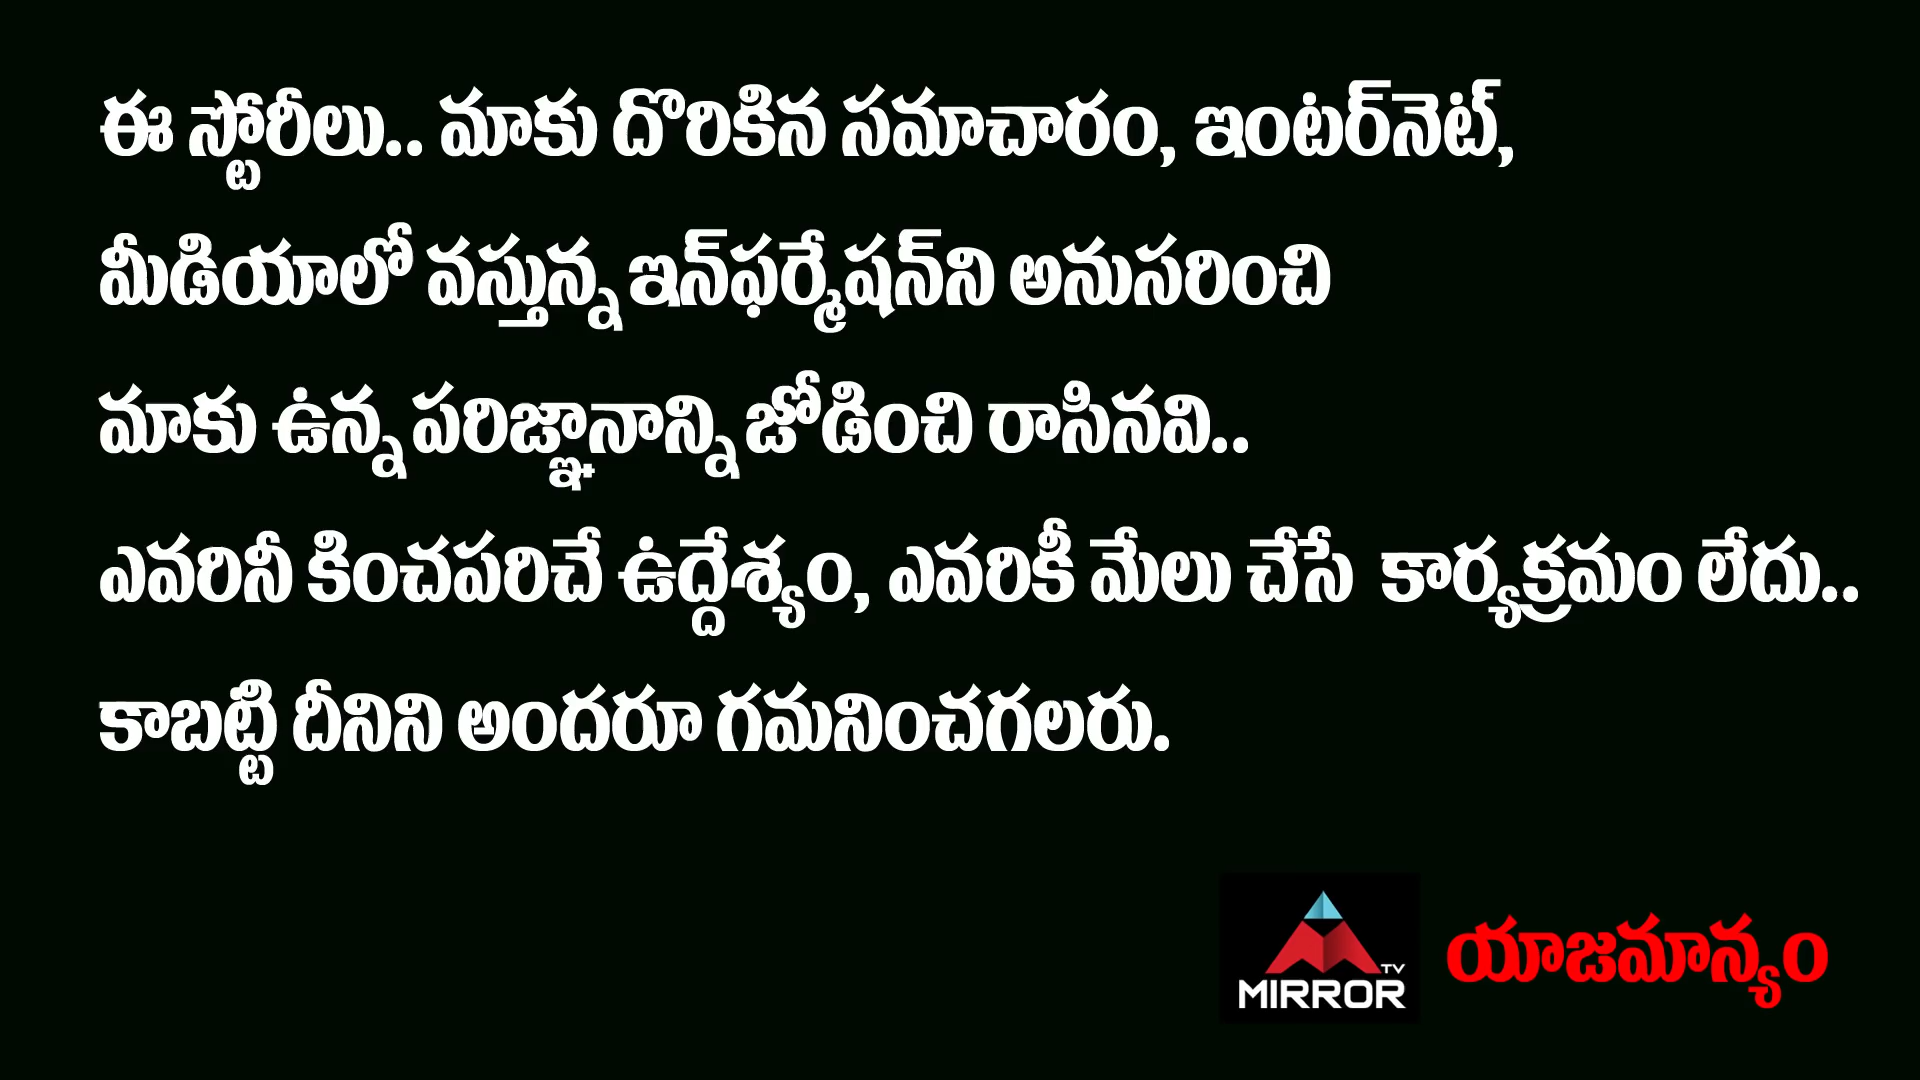 ఈ స్టోరీలు.. మాకు దొరికిన సమాచారం, ఇంటర్‌నెట్,
మీడియాలో వస్తున్న ఇన్‌ఫర్మేషన్‌ని అనుసరించి
మాకు ఉన్న పరిజ్ఞానాన్ని జోడించి రాసినవి..
ఎవరినీ కించపరిచే ఉద్దేశ్యం, ఎవరికీ మేలు చేసే కార్యక్రమం లేదు..
కాబట్టి దీనిని అందరూ గమనించగలరు.
TV
MIRROR
యాజమాన్యం